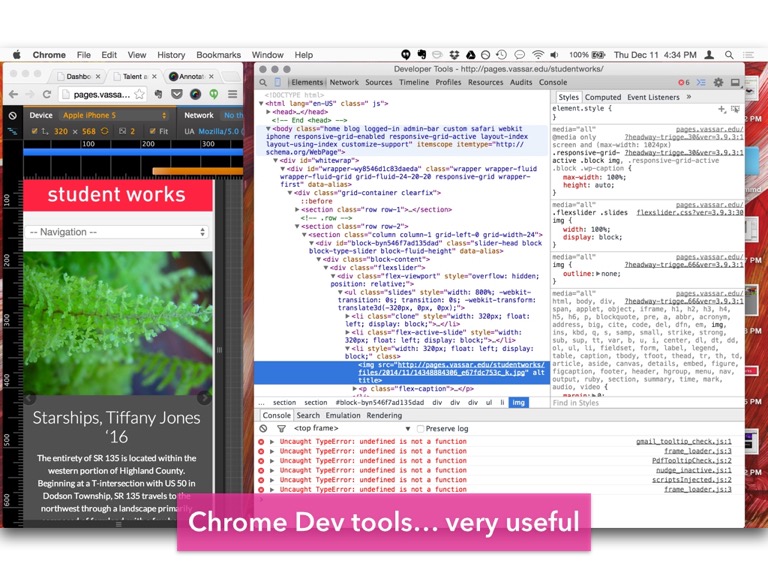 Chrome File Edit View History Bookmarks Window Help 100% Thu Dec 11 4:34 PM
Dashbo × Talent a × Annotat ×
pages.vassar...
Device Apple iPhone 5 Network No th
320 × 568 2 Fit UA Mozilla/5.0
100 200
100
200
300
400
500
600
student works
-- Navigation --
Starships, Tiffany Jones
‘16
The entirety of SR 135 is located within the
western portion of Highland County.
Beginning at a T-intersection with US 50 in
Dodson Township, SR 135 travels to the
northwest through a landscape primarily
Developer Tools - http://pages.vassar.edu/studentworks/
Elements Network Sources Timeline Profiles Resources Audits Console 6
<!DOCTYPE html>
<html lang="en-US" class=" js">
<head>…</head>
<!-- End <head> -->
<body class="home blog logged-in admin-bar custom safari webkit
iphone responsive-grid-enabled responsive-grid-active layout-index
layout-using-index customize-support" itemscope itemtype="http://
schema.org/WebPage">
<div id="whitewrap">
<div id="wrapper-wy8546d1c83daeda" class="wrapper wrapper-fluid
wrapper-fluid-grid grid-fluid-24-20-20 responsive-grid wrapper-
first" data-alias>
<div class="grid-container clearfix">
::before
<section class="row row-1">…</section>
<!-- .row -->
<section class="row row-2">
<section class="column column-1 grid-left-0 grid-width-24">
<div id="block-byn546f7ad135dad" class="slider-head block
block-type-slider block-fluid-height" data-alias>
<div class="block-content">
<div class="flexslider">
<div class="flex-viewport" style="overflow: hidden;
position: relative;">
<ul class="slides" style="width: 800%; -webkit-
transition: 0s; transition: 0s; -webkit-transform:
translate3d(-320px, 0px, 0px);">
<li class="clone" style="width: 320px; float:
left; display: block;">…</li>
<li class="flex-active-slide" style="width:
320px; float: left; display: block;">…</li>
<li style="width: 320px; float: left; display:
block;" class>
<img src="http://pages.vassar.edu/studentworks/
files/2014/11/14348884306_e67fdc753c_k.jpg" alt
title>
<p class="flex-caption">…</p>
... section section #block-byn546f7ad135dad div div div ul li img
Styles Computed Event Listeners »
element.style {
}
media="all" pages.vassar.edu/
@media only ?headway-trigge…30&ver=3.9.3:1
screen and (max-width: 1024px)
.responsive-grid-
active .block img, .responsive-grid-active
.block .wp-caption {
max-width: 100%;
height: auto;
}
media="all" pages.vassar.edu/
.flexslider .slides flexslider.css?ver=3.9.3:30
img {
width: 100%;
display: block;
}
media="all" pages.vassar.edu/
img { ?headway-trigge…66&ver=3.9.3:1
outline: none;
}
media="all" pages.vassar.edu/
html, body, div, ?headway-trigge…66&ver=3.9.3:1
span, applet, object, iframe, h1, h2, h3, h4,
h5, h6, p, blockquote, pre, a, abbr, acronym,
address, big, cite, code, del, dfn, em, img,
ins, kbd, q, s, samp, small, strike, strong,
sub, sup, tt, var, b, u, i, center, dl, dt, dd,
ol, ul, li, fieldset, form, label, legend,
table, caption, tbody, tfoot, thead, tr, th, td,
article, aside, canvas, details, embed, figure,
figcaption, footer, header, hgroup, menu, nav,
output, ruby, section, summary, time, mark,
audio, video {
margin: 0;
Find in Styles
Console Search Emulation Rendering
<top frame> Preserve log
Uncaught TypeError: undefined is not a function gmail_tooltip_check.js:1
Uncaught TypeError: undefined is not a function frame_loader.js:3
Uncaught TypeError: undefined is not a function PdfTooltipCheck.js:1
Uncaught TypeError: undefined is not a function nudge_inactive.js:1
Uncaught TypeError: undefined is not a function scriptsInjected.js:1
Uncaught TypeError: undefined is not a function frame_loader.js:3
Chrome Dev tools... very useful